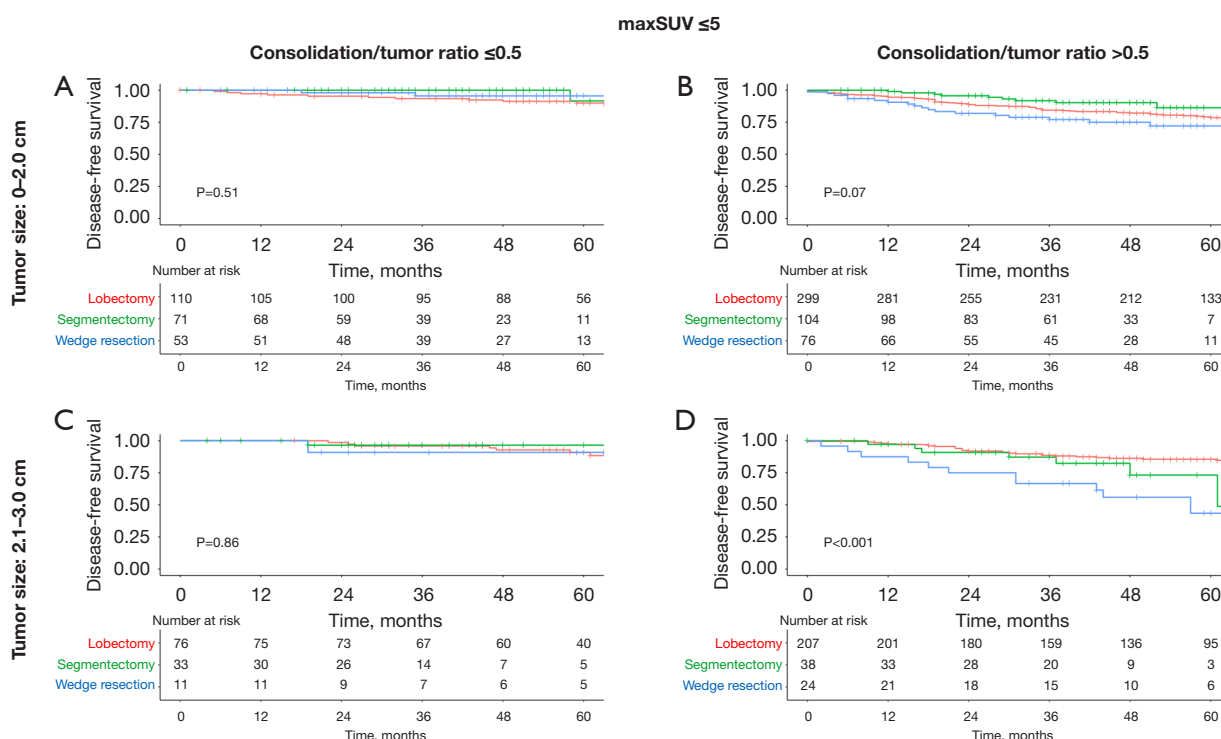 maxSUV ≤5
Consolidation/tumor ratio ≤0.5
Consolidation/tumor ratio >0.5
Tumor size: 0–2.0 cm
A
Disease-free survival
1.00
0.75
0.50
0.25
0.00
P=0.51
0 12 24 36 48 60
Number at risk
Time, months
Lobectomy 110 105 100 95 88 56
Segmentectomy 71 68 59 39 23 11
Wedge resection 53 51 48 39 27 13
0 12 24 36 48 60
Time, months
B
Disease-free survival
1.00
0.75
0.50
0.25
0.00
P=0.07
0 12 24 36 48 60
Number at risk
Time, months
Lobectomy 299 281 255 231 212 133
Segmentectomy 104 98 83 61 33 7
Wedge resection 76 66 55 45 28 11
0 12 24 36 48 60
Time, months
Tumor size: 2.1–3.0 cm
C
Disease-free survival
1.00
0.75
0.50
0.25
0.00
P=0.86
0 12 24 36 48 60
Number at risk
Time, months
Lobectomy 76 75 73 67 60 40
Segmentectomy 33 30 26 14 7 5
Wedge resection 11 11 9 7 6 5
0 12 24 36 48 60
Time, months
D
Disease-free survival
1.00
0.75
0.50
0.25
0.00
P<0.001
0 12 24 36 48 60
Number at risk
Time, months
Lobectomy 207 201 180 159 136 95
Segmentectomy 38 33 28 20 9 3
Wedge resection 24 21 18 15 10 6
0 12 24 36 48 60
Time, months